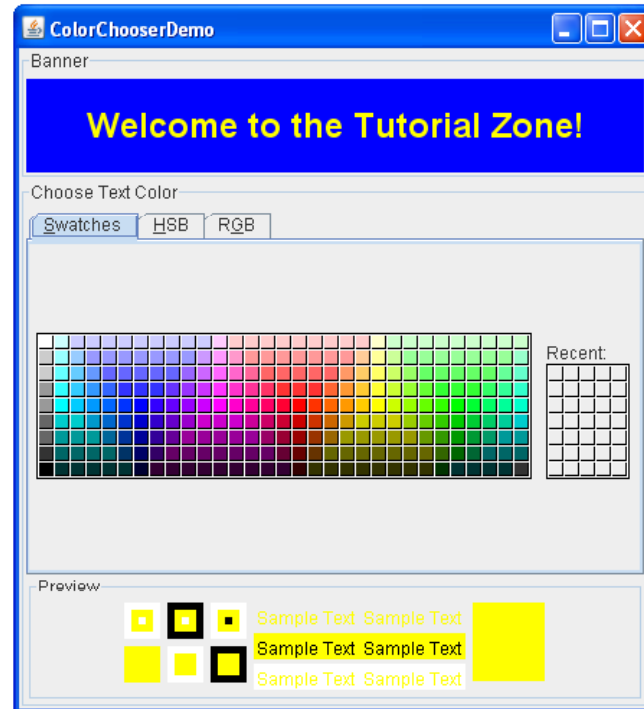 ColorChooserDemo
Banner
Welcome to the Tutorial Zone!
Choose Text Color
Swatches HSB RGB
Recent:
Preview
Sample Text Sample Text
Sample Text Sample Text
Sample Text Sample Text